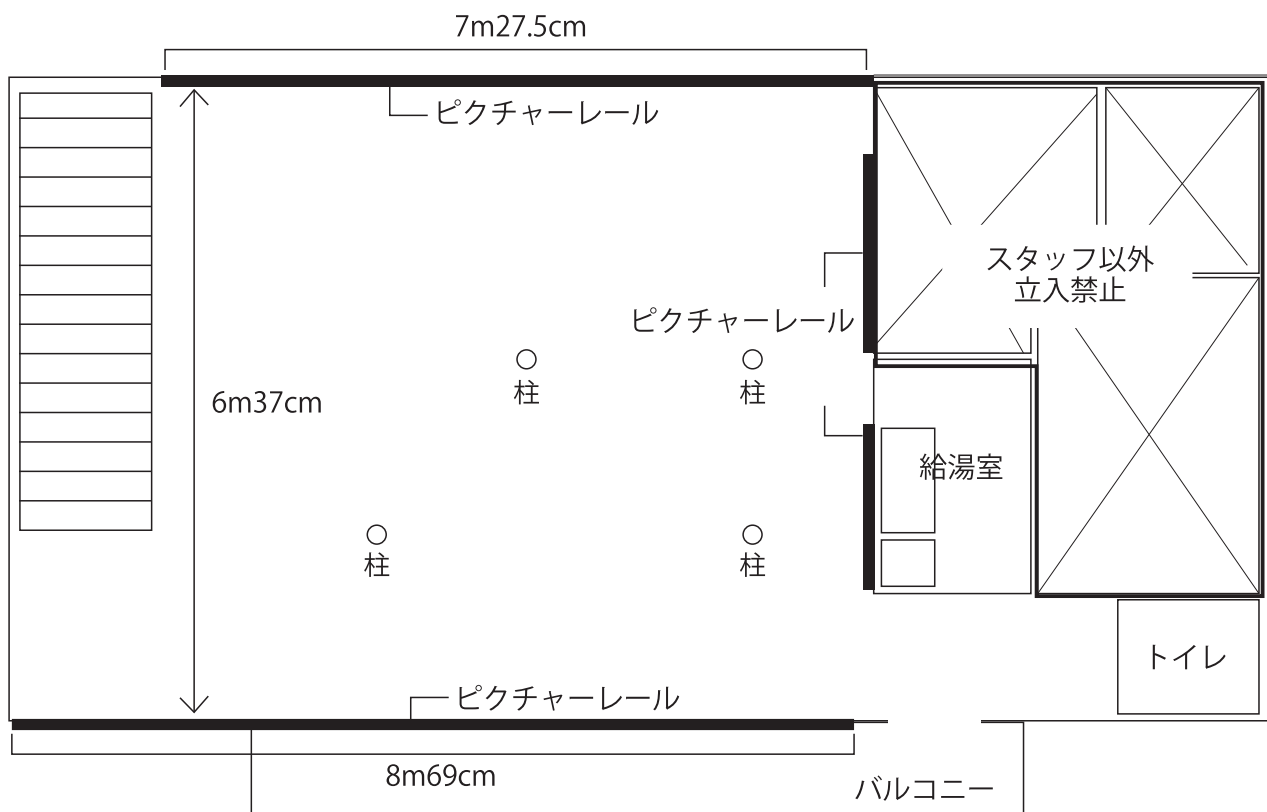 7m27.5cm
ピクチャーレール
スタッフ以外
立入禁止
ピクチャーレール
柱
柱
6m37cm
給湯室
柱
柱
トイレ
ピクチャーレール
8m69cm
バルコニー